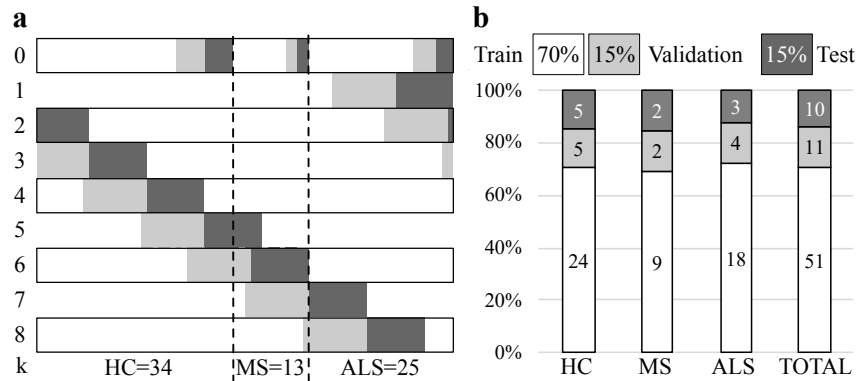 a
0
1
2
3
4
5
6
7
8
k HC=34 MS=13 ALS=25
b
Train 70% 15% Validation 15% Test
100%
80%
60%
40%
20%
0%
5 2 3 10
5 2 4 11
24 9 18 51
HC MS ALS TOTAL